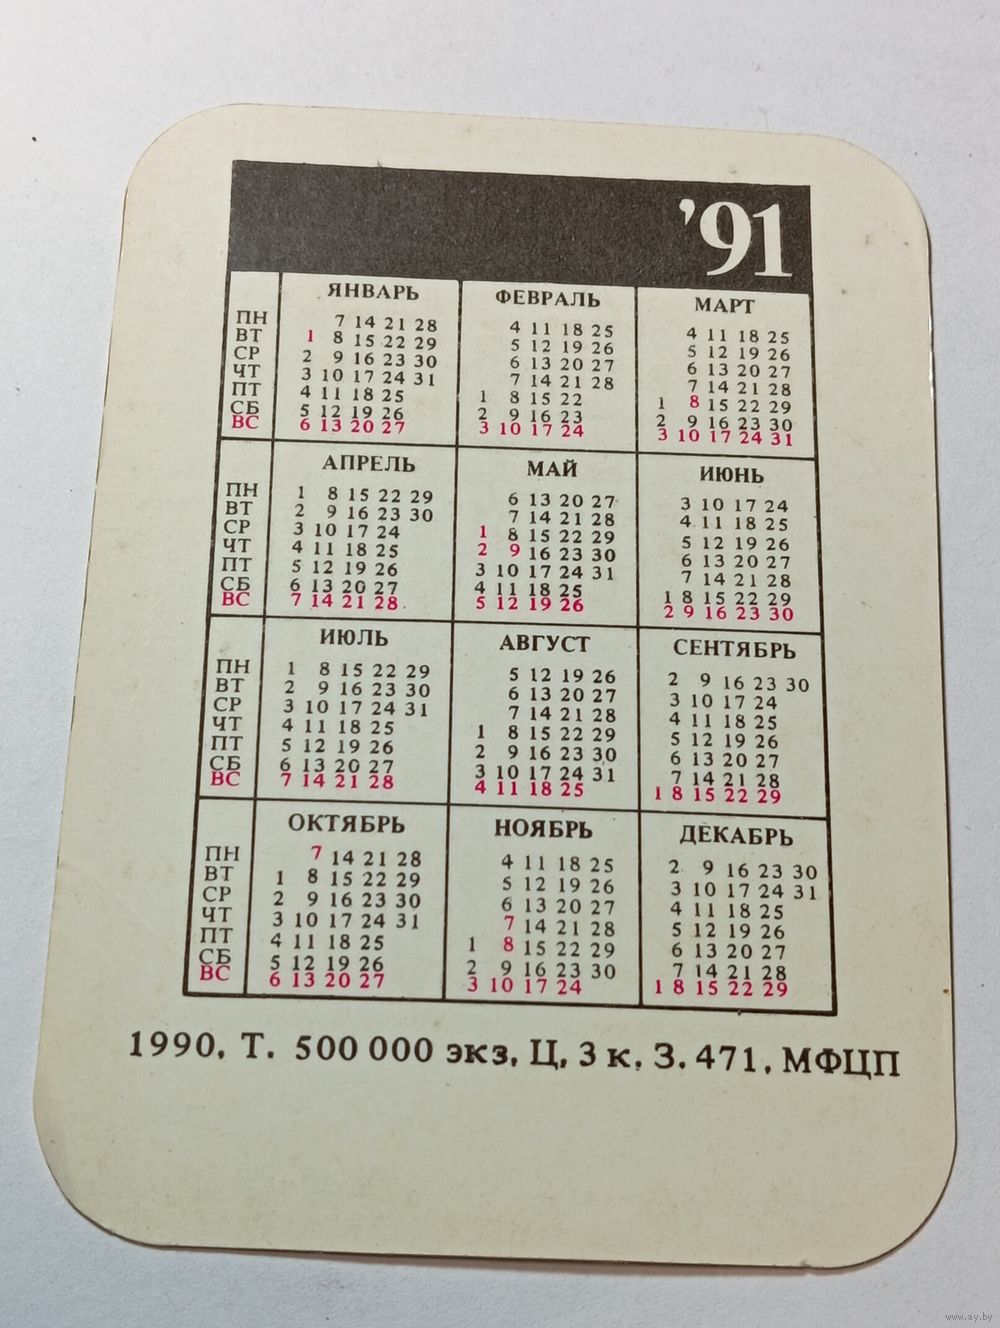 '91
ЯНВАРЬ ФЕВРАЛЬ МАРТ
ПН 7 14 21 28 4 11 18 25 4 11 18 25
ВТ 1 8 15 22 29 5 12 19 26 5 12 19 26
СР 2 9 16 23 30 6 13 20 27 6 13 20 27
ЧТ 3 10 17 24 31 7 14 21 28 7 14 21 28
ПТ 4 11 18 25 1 8 15 22 1 8 15 22 29
СБ 5 12 19 26 2 9 16 23 2 9 16 23 30
ВС 6 13 20 27 3 10 17 24 3 10 17 24 31
АПРЕЛЬ МАЙ ИЮНЬ
ПН 1 8 15 22 29 6 13 20 27 3 10 17 24
ВТ 2 9 16 23 30 7 14 21 28 4 11 18 25
СР 3 10 17 24 1 8 15 22 29 5 12 19 26
ЧТ 4 11 18 25 2 9 16 23 30 6 13 20 27
ПТ 5 12 19 26 3 10 17 24 31 7 14 21 28
СБ 6 13 20 27 4 11 18 25 1 8 15 22 29
ВС 7 14 21 28 5 12 19 26 2 9 16 23 30
ИЮЛЬ АВГУСТ СЕНТЯБРЬ
ПН 1 8 15 22 29 5 12 19 26 2 9 16 23 30
ВТ 2 9 16 23 30 6 13 20 27 3 10 17 24
СР 3 10 17 24 31 7 14 21 28 4 11 18 25
ЧТ 4 11 18 25 1 8 15 22 29 5 12 19 26
ПТ 5 12 19 26 2 9 16 23 30 6 13 20 27
СБ 6 13 20 27 3 10 17 24 31 7 14 21 28
ВС 7 14 21 28 4 11 18 25 1 8 15 22 29
ОКТЯБРЬ НОЯБРЬ ДЕКАБРЬ
ПН 7 14 21 28 4 11 18 25 2 9 16 23 30
ВТ 1 8 15 22 29 5 12 19 26 3 10 17 24 31
СР 2 9 16 23 30 6 13 20 27 4 11 18 25
ЧТ 3 10 17 24 31 7 14 21 28 5 12 19 26
ПТ 4 11 18 25 1 8 15 22 29 6 13 20 27
СБ 5 12 19 26 2 9 16 23 30 7 14 21 28
ВС 6 13 20 27 3 10 17 24 1 8 15 22 29
1990, Т. 500 000 экз, Ц, 3 к, З. 471, МФЦП
www.ay.by